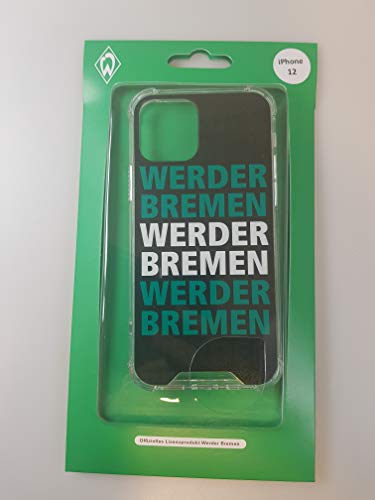 W
iPhone
12
WERDER
BREMEN
WERDER
BREMEN
WERDER
BREMEN
Offizielles Lizenzprodukt Werder Bremen